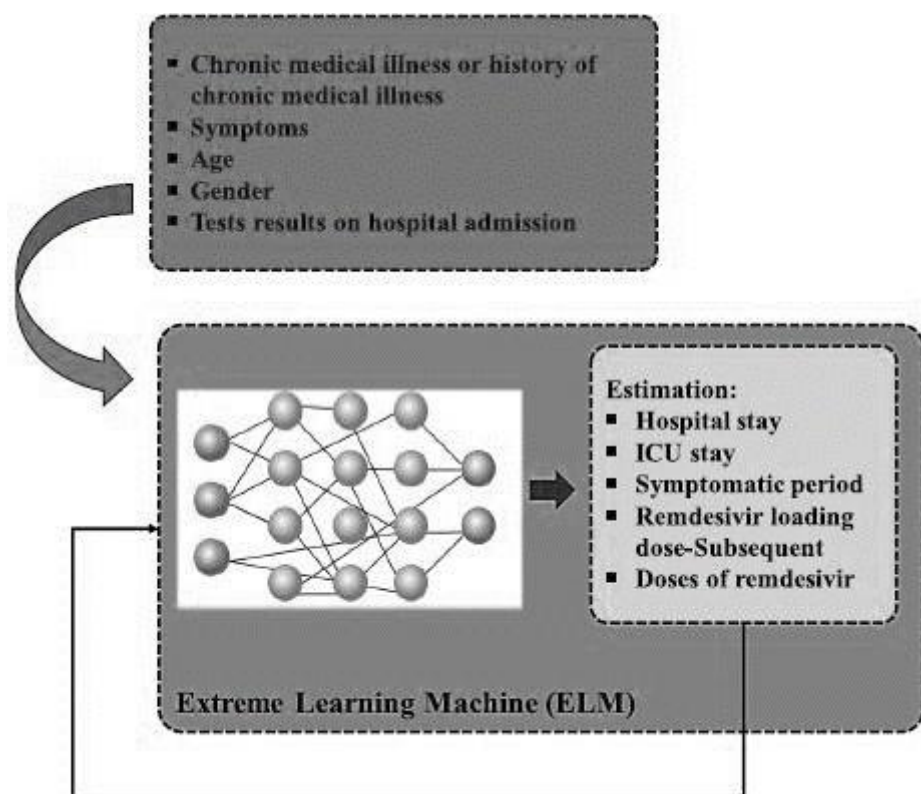 ▪ Chronic medical illness or history of
chronic medical illness
▪ Symptoms
▪ Age
▪ Gender
▪ Tests results on hospital admission
Estimation:
▪ Hospital stay
▪ ICU stay
▪ Symptomatic period
▪ Remdesivir loading
dose-Subsequent
▪ Doses of remdesivir
Extreme Learning Machine (ELM)